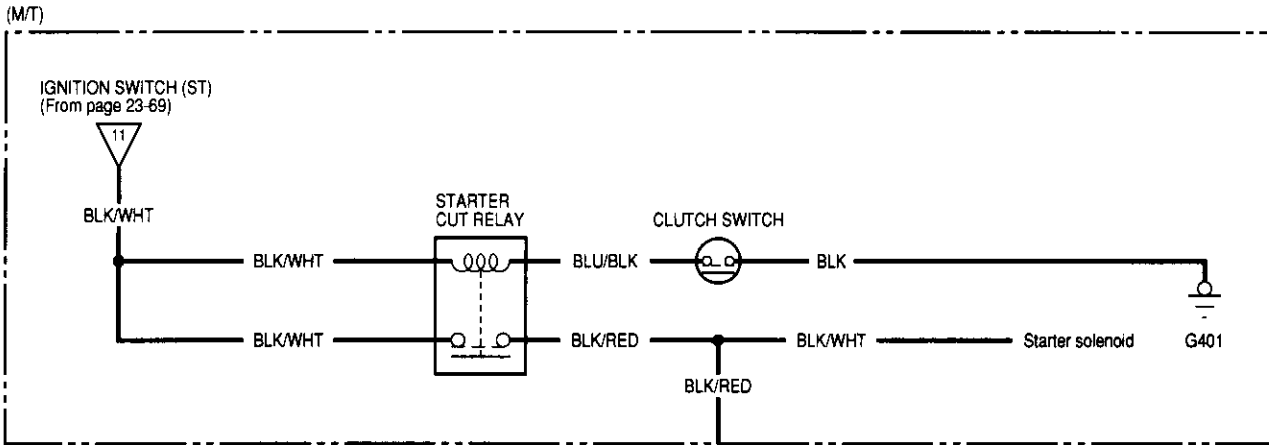 (M/T)
IGNITION SWITCH (ST)
(From page 23-69)
11
BLK/WHT
STARTER
CUT RELAY
CLUTCH SWITCH
BLK/WHT
BLU/BLK
BLK
BLK/WHT
BLK/RED
BLK/WHT
Starter solenoid
G401
BLK/RED